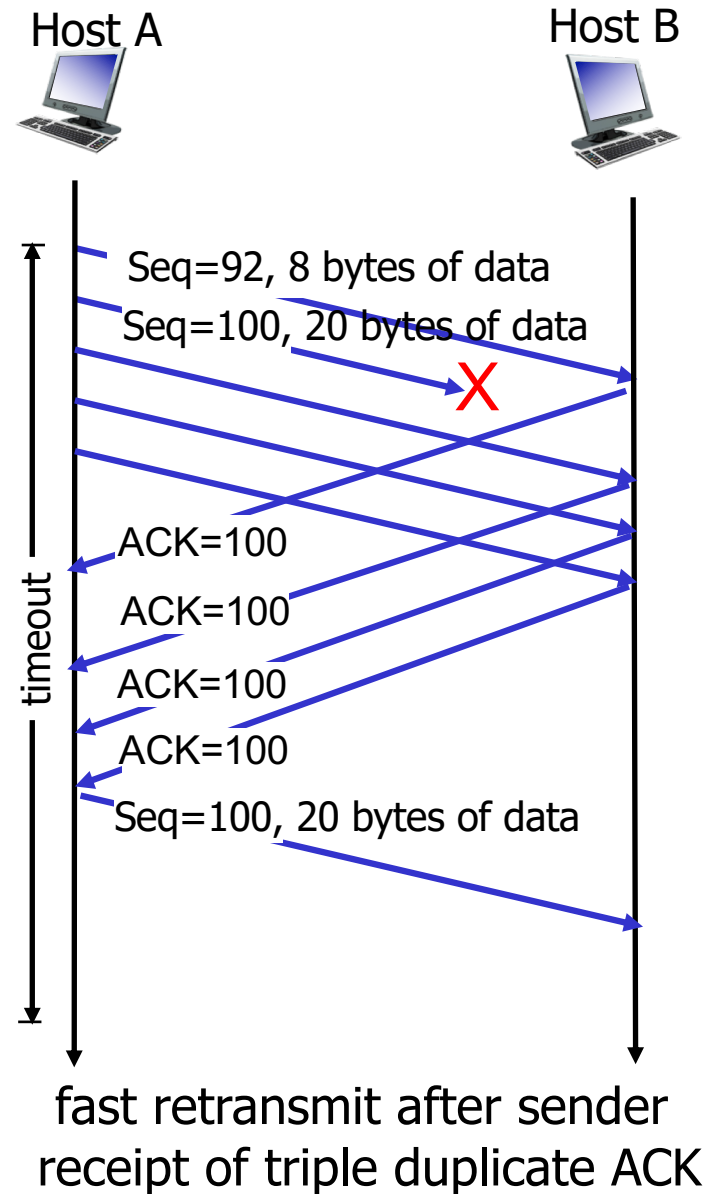 Host A
Host B
Seq=92, 8 bytes of data
Seq=100, 20 bytes of data
X
timeout
ACK=100
ACK=100
ACK=100
ACK=100
Seq=100, 20 bytes of data
fast retransmit after sender
receipt of triple duplicate ACK